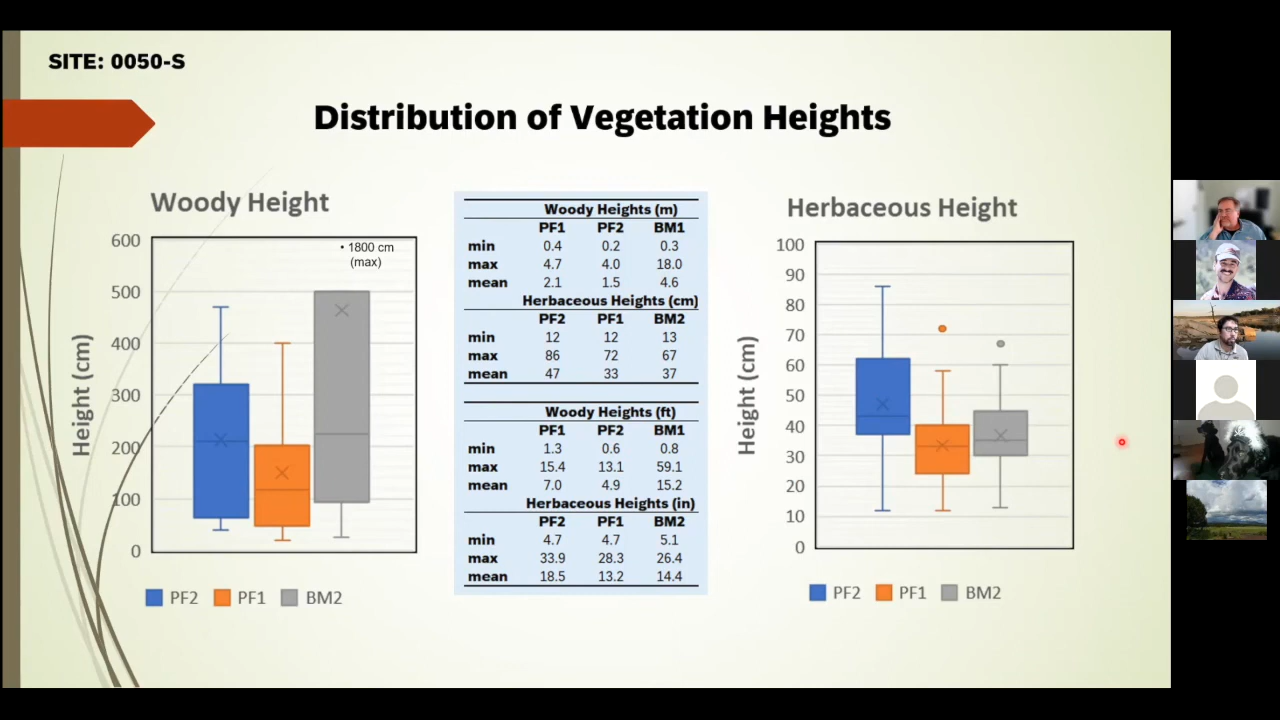 SITE: 0050-S
Distribution of Vegetation Heights
Woody Height
600
500
400
300
200
100
0
Height (cm)
• 1800 cm
(max)
PF2 PF1 BM2
Woody Heights (m)
PF1 PF2 BM1
min 0.4 0.2 0.3
max 4.7 4.0 18.0
mean 2.1 1.5 4.6
Herbaceous Heights (cm)
PF2 PF1 BM2
min 12 12 13
max 86 72 67
mean 47 33 37
Woody Heights (ft)
PF1 PF2 BM1
min 1.3 0.6 0.8
max 15.4 13.1 59.1
mean 7.0 4.9 15.2
Herbaceous Heights (in)
PF2 PF1 BM2
min 4.7 4.7 5.1
max 33.9 28.3 26.4
mean 18.5 13.2 14.4
Herbaceous Height
100
90
80
70
60
50
40
30
20
10
0
Height (cm)
PF2 PF1 BM2